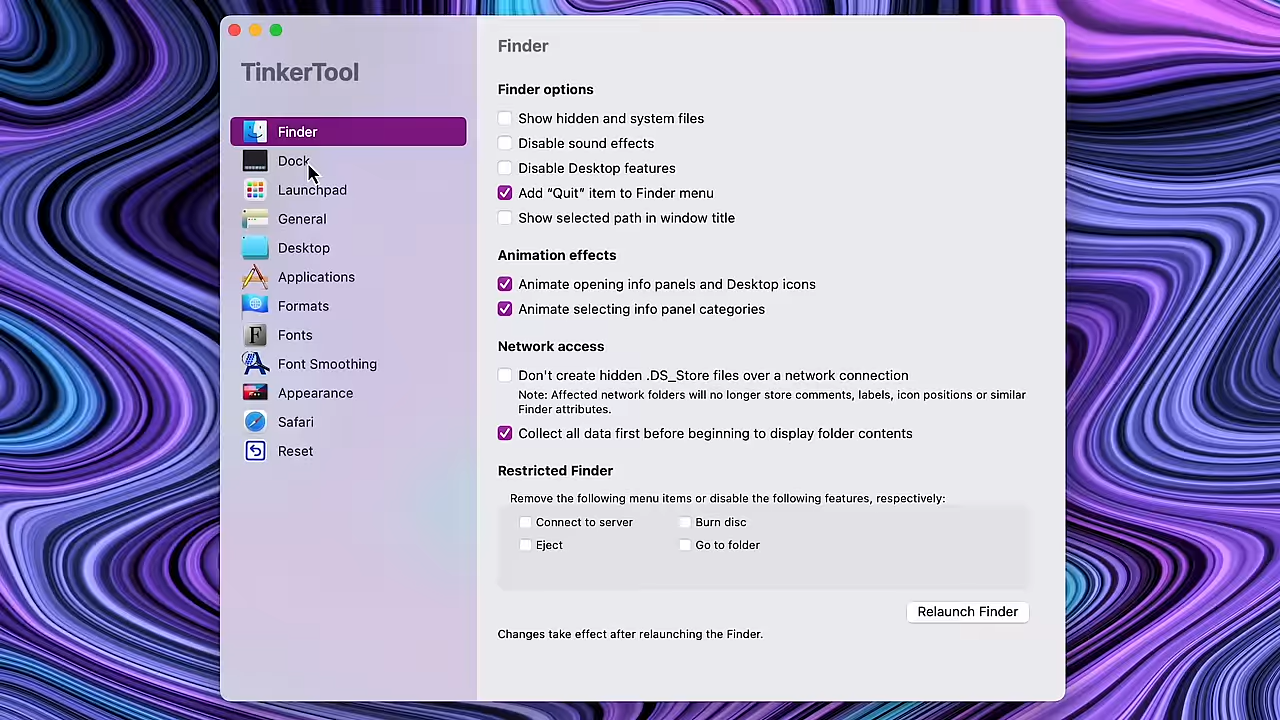 TinkerTool
Finder
Dock
Launchpad
General
Desktop
Applications
Formats
Fonts
Font Smoothing
Appearance
Safari
Reset
Finder
Finder options
Show hidden and system files
Disable sound effects
Disable Desktop features
Add “Quit” item to Finder menu
Show selected path in window title
Animation effects
Animate opening info panels and Desktop icons
Animate selecting info panel categories
Network access
Don't create hidden .DS_Store files over a network connection
Note: Affected network folders will no longer store comments, labels, icon positions or similar
Finder attributes.
Collect all data first before beginning to display folder contents
Restricted Finder
Remove the following menu items or disable the following features, respectively:
Connect to server Burn disc
Eject Go to folder
Relaunch Finder
Changes take effect after relaunching the Finder.